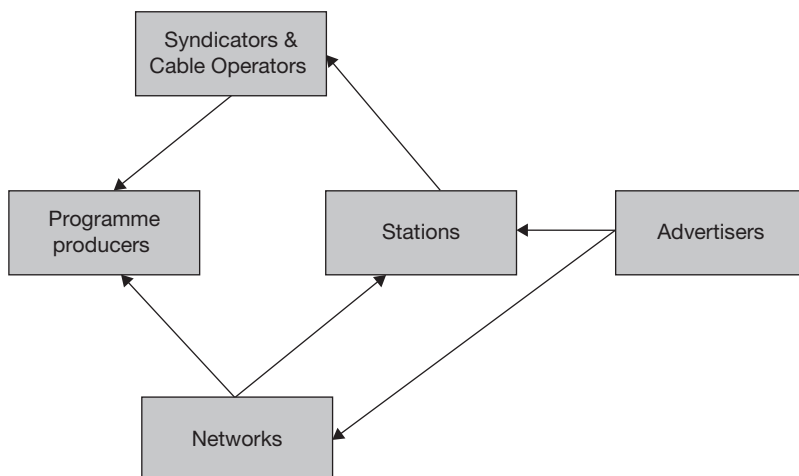 Syndicators &
Cable Operators
Programme
producers
Stations
Advertisers
Networks